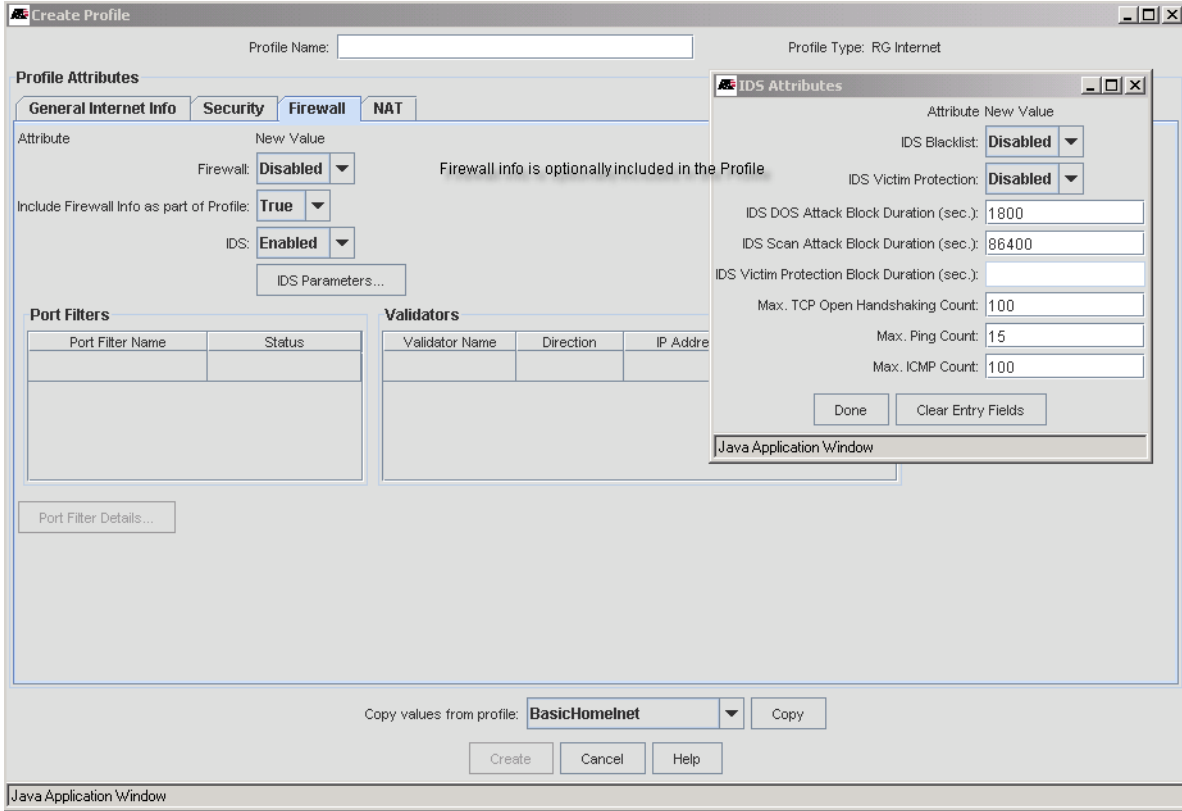 Create Profile
Profile Name:
Profile Type: RG Internet
Profile Attributes
General Internet Info
Security
Firewall
NAT
Attribute
New Value
Firewall: Disabled
Firewall info is optionally included in the Profile
Include Firewall Info as part of Profile: True
IDS: Enabled
IDS Parameters...
Port Filters
Port Filter Name
Status
Validators
Validator Name
Direction
IP Addre
Port Filter Details...
IDS Attributes
Attribute New Value
IDS Blacklist: Disabled
IDS Victim Protection: Disabled
IDS DOS Attack Block Duration (sec.): 1800
IDS Scan Attack Block Duration (sec.): 86400
IDS Victim Protection Block Duration (sec.):
Max. TCP Open Handshaking Count: 100
Max. Ping Count: 15
Max. ICMP Count: 100
Done
Clear Entry Fields
Java Application Window
Copy values from profile: BasicHomeInet
Copy
Create
Cancel
Help
Java Application Window